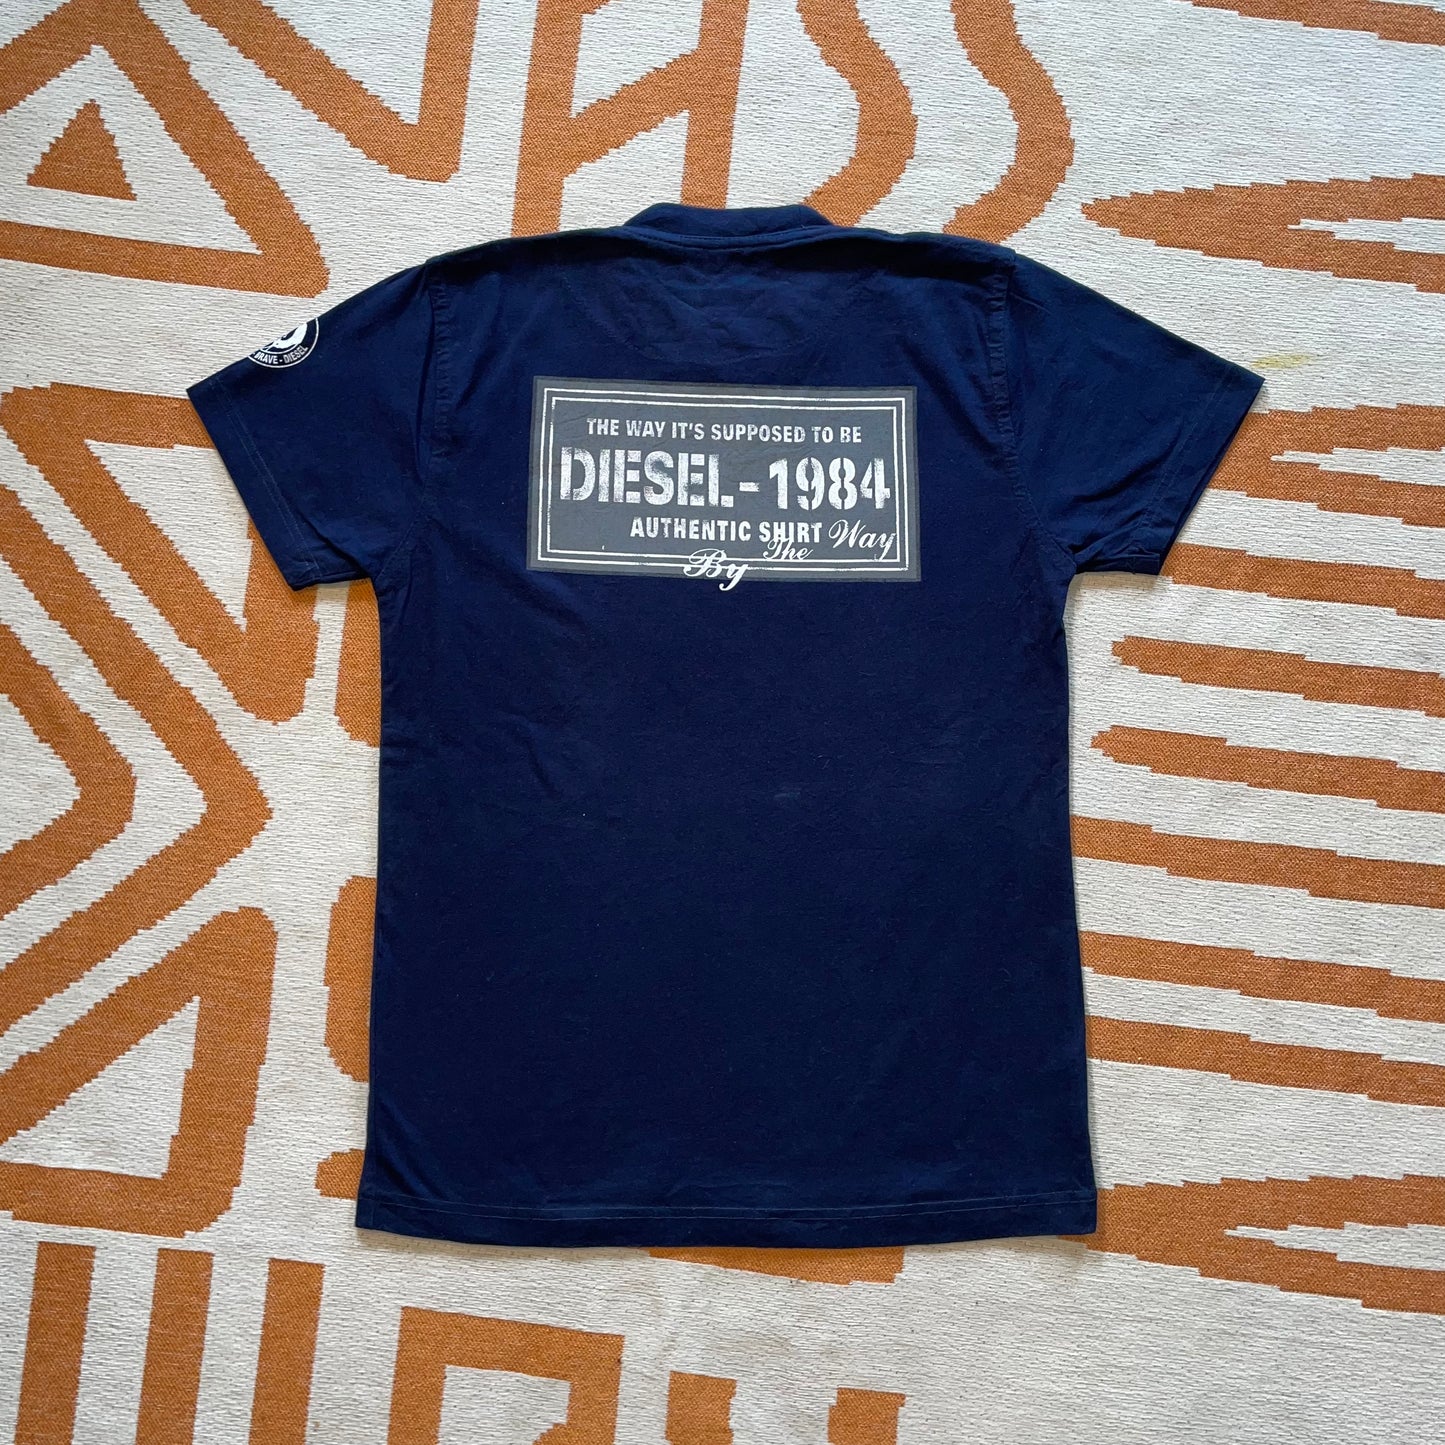 BRAVE - DIESEL
THE WAY IT'S SUPPOSED TO BE
DIESEL-1984
AUTHENTIC SHIRT
By The Way